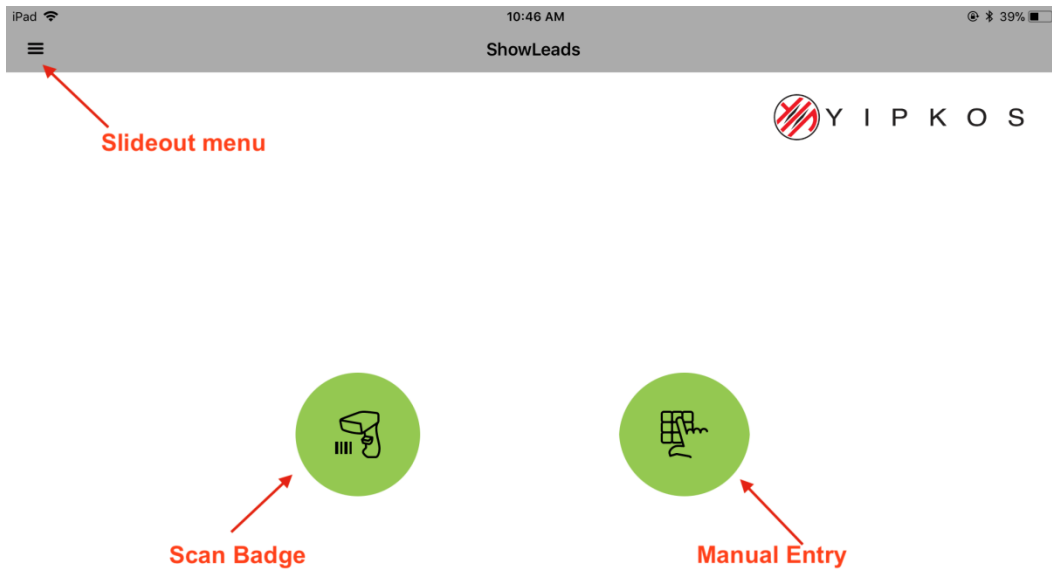 iPad 10:46 AM 39%
ShowLeads
YIPKOS
Slideout menu
Scan Badge Manual Entry